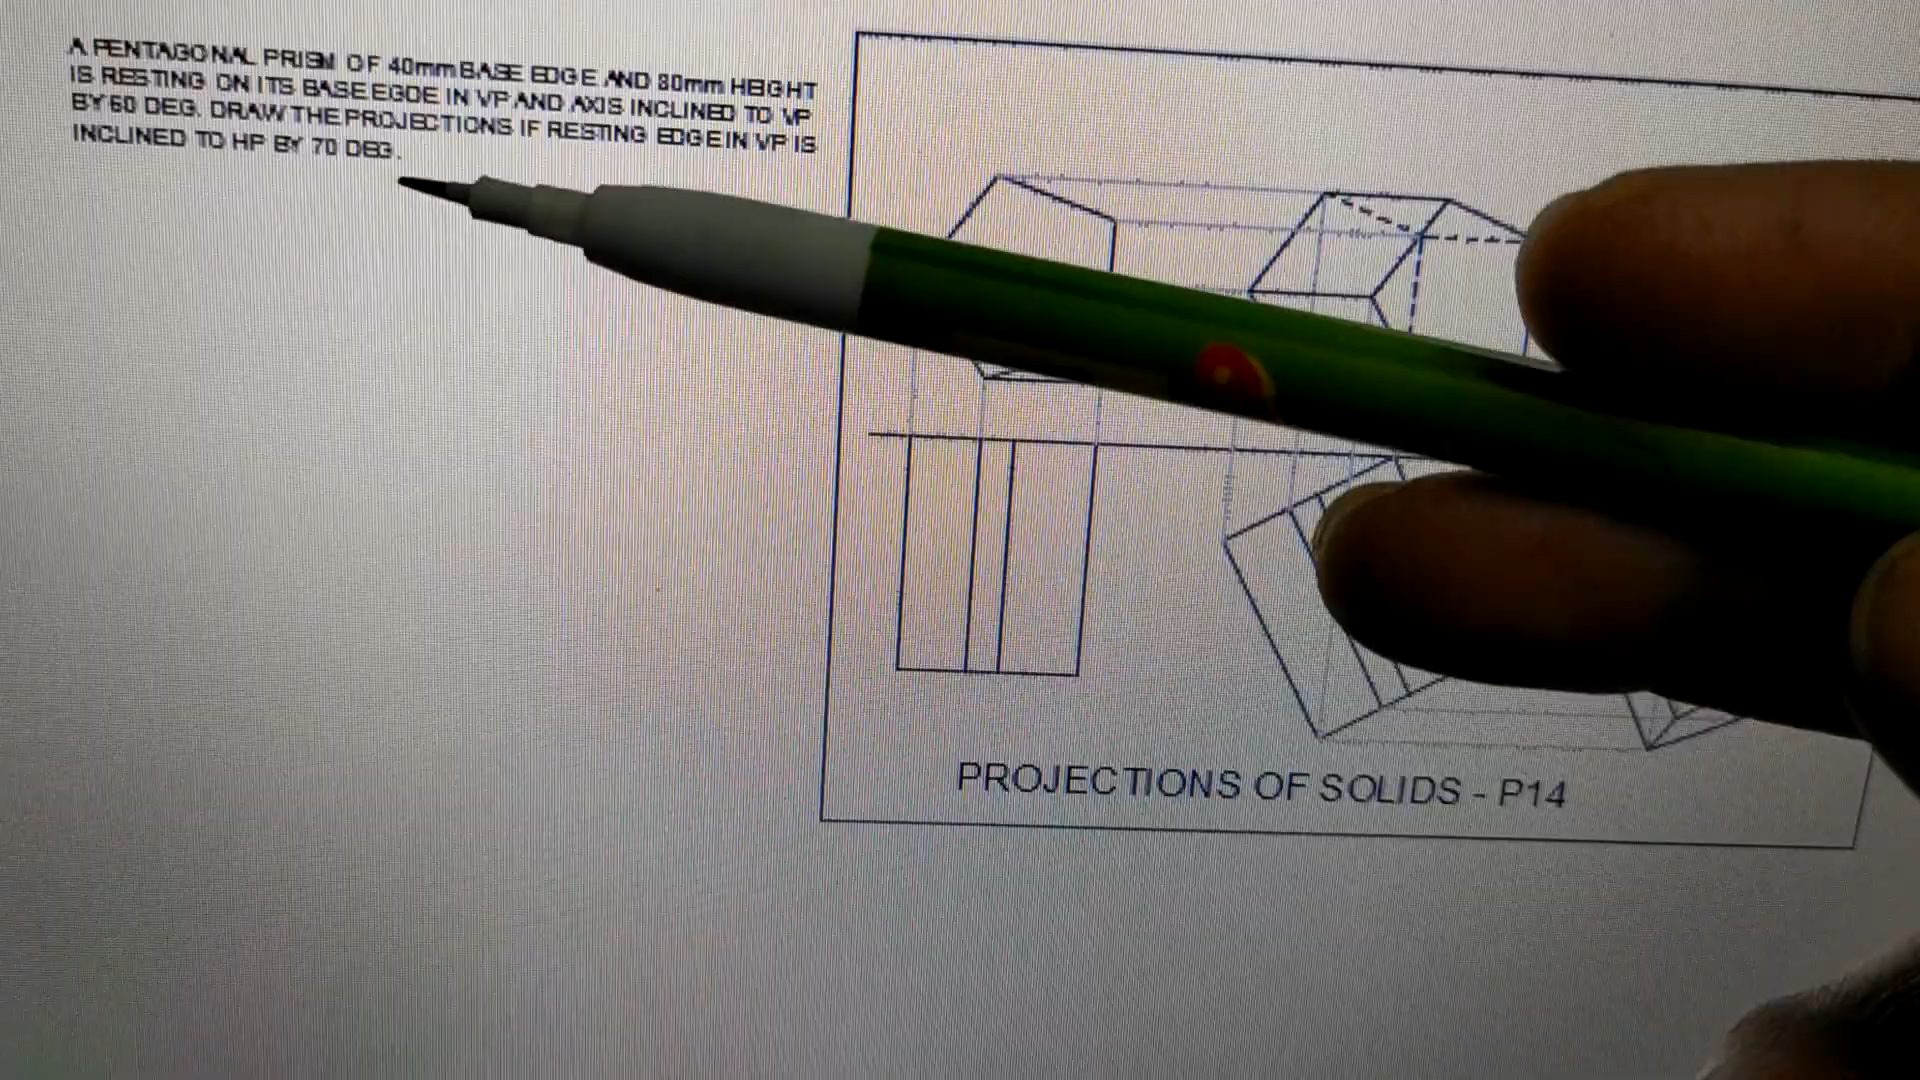 A PENTAGONAL PRISM OF 40mm BASE EDGE AND 80mm HEIGHT
IS RESTING ON ITS BASE EGDE IN VP AND AXIS INCLINED TO VP
BY 60 DEG. DRAW THE PROJECTIONS IF RESTING EDGE IN VP IS
INCLINED TO HP BY 70 DEG.
PROJECTIONS OF SOLIDS - P14